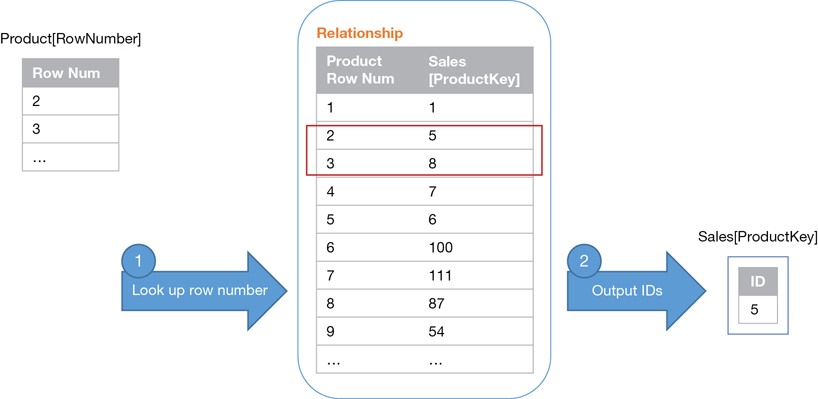 Product[RowNumber]
Row Num
2
3
...
Relationship
Product Sales
Row Num [ProductKey]
1 1
2 5
3 8
4 7
5 6
6 100
7 111
8 87
9 54
... ...
1
Look up row number
2
Output IDs
Sales[ProductKey]
ID
5